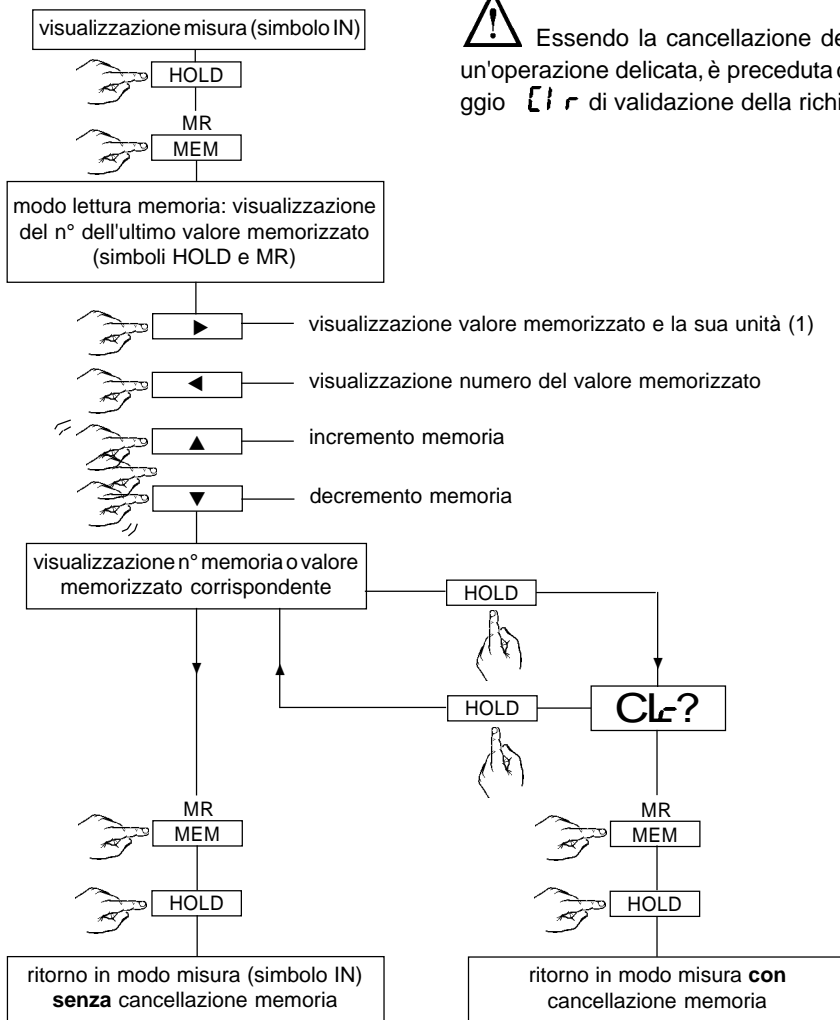 visualizzazione misura (simbolo IN)
Essendo la cancellazione
un'operazione delicata, è preceduta
ggio Clr di validazione della
HOLD
MR
MEM
modo lettura memoria: visualizzazione
del n° dell'ultimo valore memorizzato
(simboli HOLD e MR)
▶ visualizzazione valore memorizzato e la sua unità (1)
◀ visualizzazione numero del valore memorizzato
▲ incremento memoria
▼ decremento memoria
visualizzazione n° memoria o valore
memorizzato corrispondente
HOLD
HOLD
CLr?
MR
MEM
HOLD
ritorno in modo misura (simbolo IN)
senza cancellazione memoria
MR
MEM
HOLD
ritorno in modo misura con
cancellazione memoria